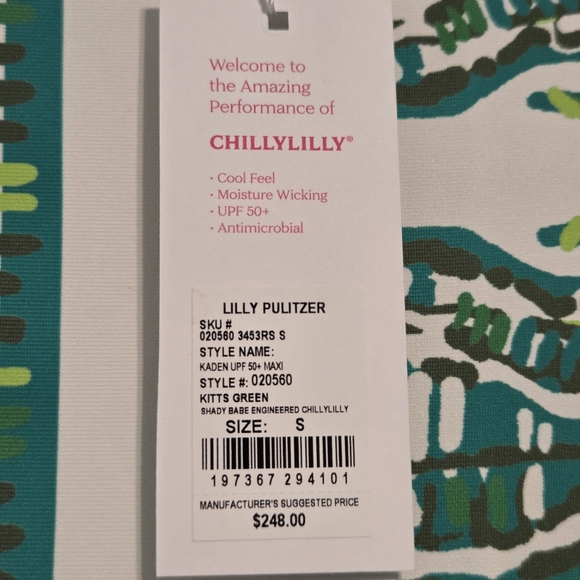 Welcome to
the Amazing
Performance of
CHILLYLILLY®
· Cool Feel
· Moisture Wicking
· UPF 50+
· Antimicrobial
LILLY PULITZER
SKU #
020560 3453RS S
STYLE NAME:
KADEN UPF 50+ MAXI
STYLE #: 020560
KITTS GREEN
SHADY BABE ENGINEERED CHILLYLILLY
SIZE: S
197367 294101
MANUFACTURER'S SUGGESTED PRICE
$248.00